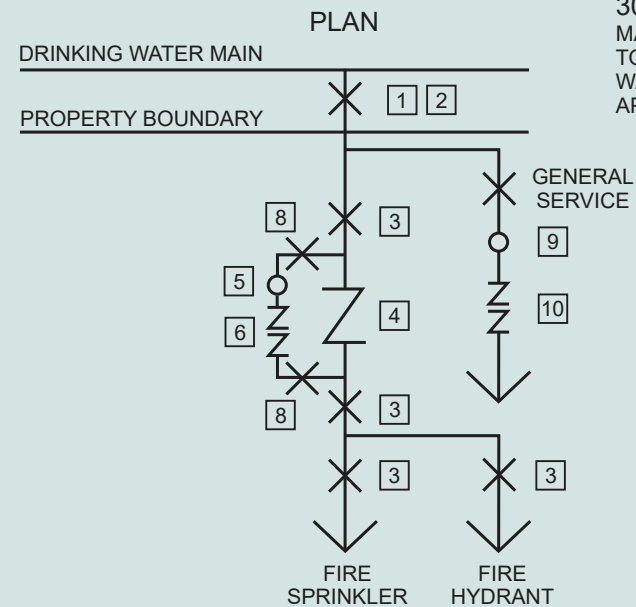 PLAN
DRINKING WATER MAIN
1 2
PROPERTY BOUNDARY
GENERAL
SERVICE
8
3
9
5
4
6
10
8
3
3
3
FIRE
SPRINKLER
FIRE
HYDRANT
30